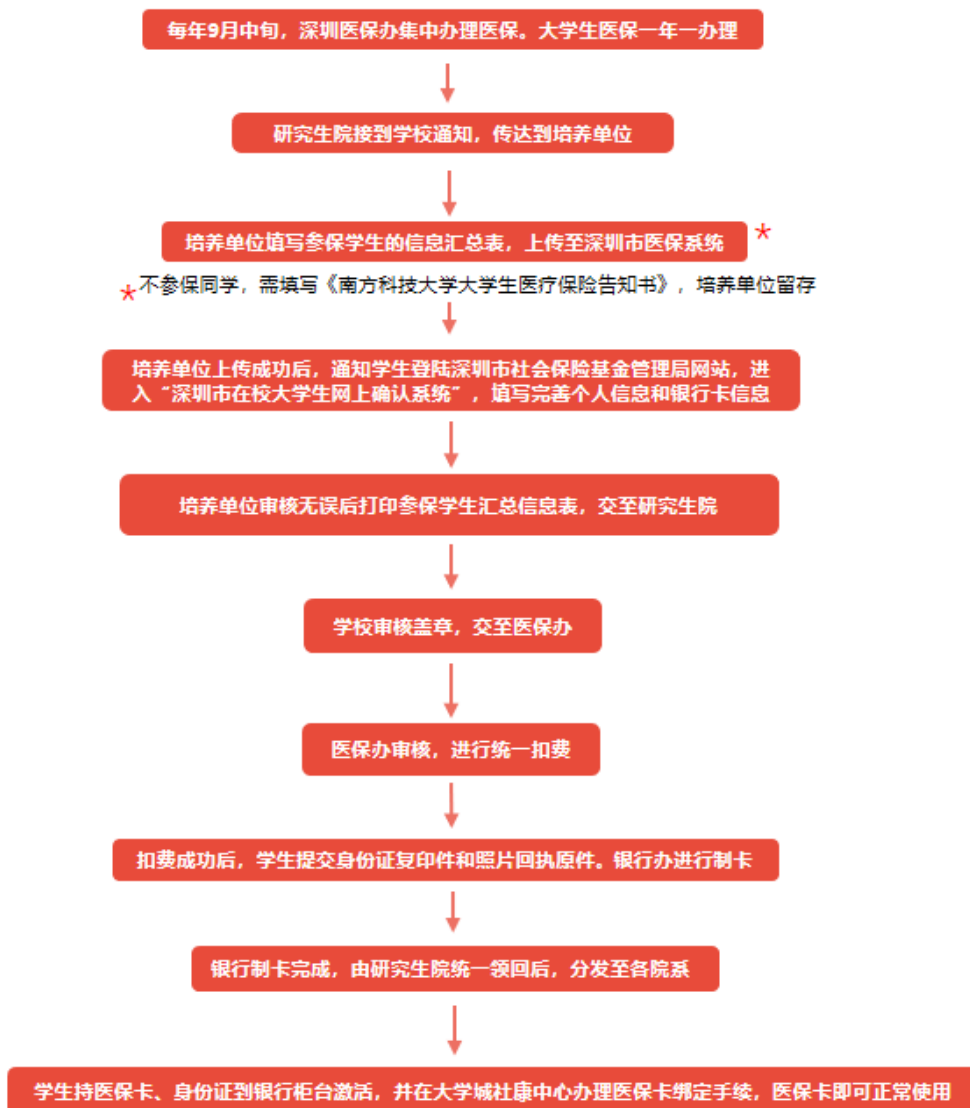 每年9月中旬，深圳医保办集中办理医保。大学生医保一年一办理
研究生院接到学校通知，传达到培养单位
培养单位填写参保学生的信息汇总表，上传至深圳市医保系统 *
*不参保同学，需填写《南方科技大学大学生医疗保险告知书》，培养单位留存
培养单位上传成功后，通知学生登陆深圳市社会保险基金管理局网站，进
入“深圳市在校大学生网上确认系统”，填写完善个人信息和银行卡信息
培养单位审核无误后打印参保学生汇总信息表，交至研究生院
学校审核盖章，交至医保办
医保办审核，进行统一扣费
扣费成功后，学生提交身份证复印件和照片回执原件。银行办进行制卡
银行制卡完成，由研究生院统一领回后，分发至各院系
学生持医保卡、身份证到银行柜台激活，并在大学城社康中心办理医保卡绑定手续，医保卡即可正常使用